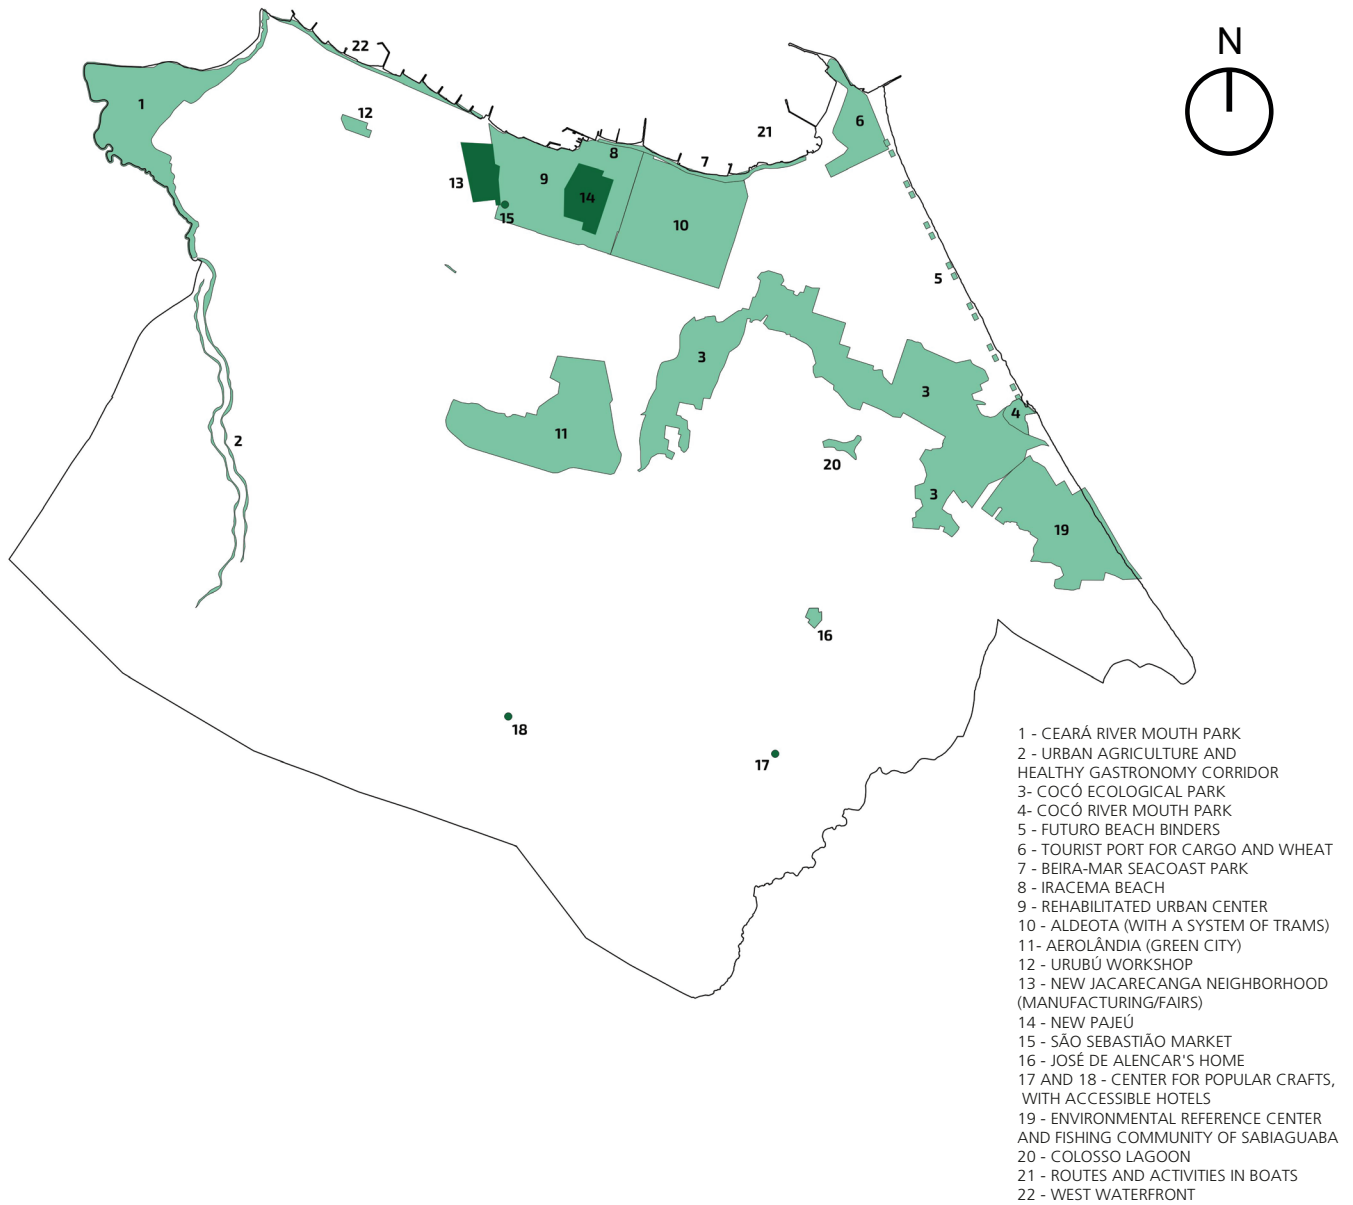 N
22
1
12
6
21
8
7
13
9
14
15
10
5
3
3
4
11
2
20
3
19
16
18
17
1 - CEARÁ RIVER MOUTH PARK
2 - URBAN AGRICULTURE AND
HEALTHY GASTRONOMY CORRIDOR
3- COCÓ ECOLOGICAL PARK
4- COCÓ RIVER MOUTH PARK
5 - FUTURO BEACH BINDERS
6 - TOURIST PORT FOR CARGO AND WHEAT
7 - BEIRA-MAR SEACOAST PARK
8 - IRACEMA BEACH
9 - REHABILITATED URBAN CENTER
10 - ALDEOTA (WITH A SYSTEM OF TRAMS)
11- AEROLÂNDIA (GREEN CITY)
12 - URUBÚ WORKSHOP
13 - NEW JACARECANGA NEIGHBORHOOD
(MANUFACTURING/FAIRS)
14 - NEW PAJEÚ
15 - SÃO SEBASTIÃO MARKET
16 - JOSÉ DE ALENCAR'S HOME
17 AND 18 - CENTER FOR POPULAR CRAFTS,
WITH ACCESSIBLE HOTELS
19 - ENVIRONMENTAL REFERENCE CENTER
AND FISHING COMMUNITY OF SABIAGUABA
20 - COLOSSO LAGOON
21 - ROUTES AND ACTIVITIES IN BOATS
22 - WEST WATERFRONT